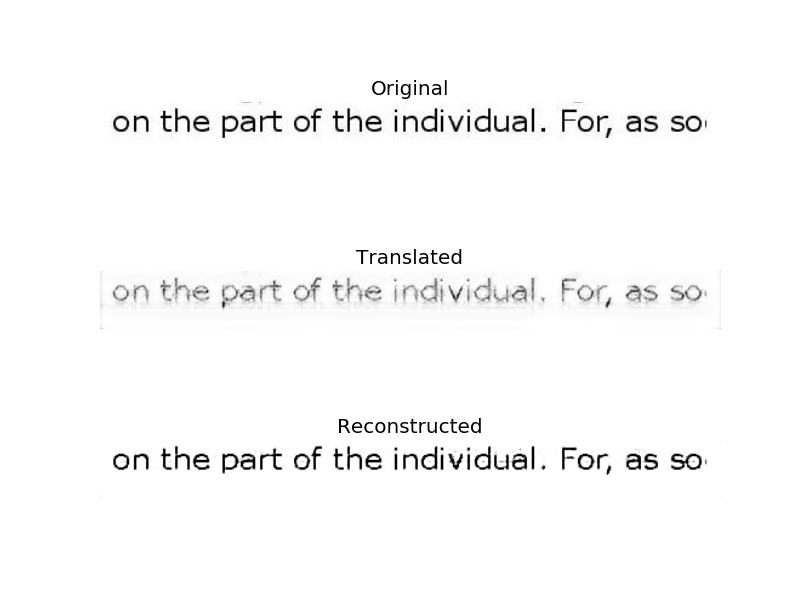 Original
on the part of the individual. For, as so
Translated
on the part of the individual. For, as so
Reconstructed
on the part of the individual. For, as so